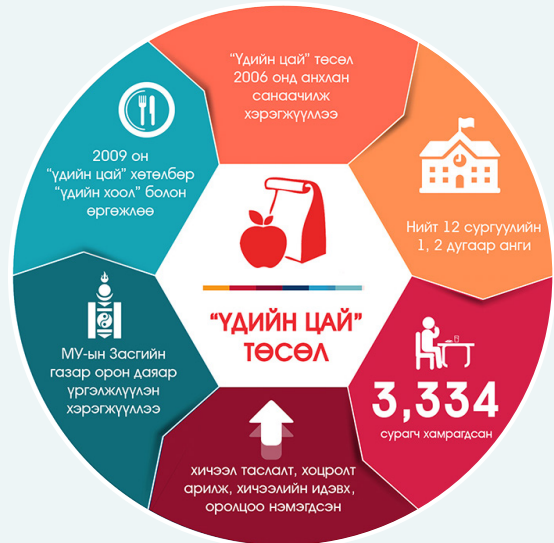 "Үдийн цай" төсөл
2006 онд анхлан
санаачилж
хэрэгжүүллээ
Нийт 12 сургуулийн
1, 2 дугаар анги
3,334
сурагч хамрагдсан
хичээл таслалт, хоцролт
арилж, хичээлийн идэвх,
оролцоо нэмэгдсэн
МУ-ын Засгийн
газар орон даяар
үргэлжлүүлэн
хэрэгжүүллээ
2009 он
"үдийн цай" хөтөлбөр
"үдийн хоол" болон
өргөжлөө
"ҮДИЙН ЦАЙ"
ТӨСӨЛ